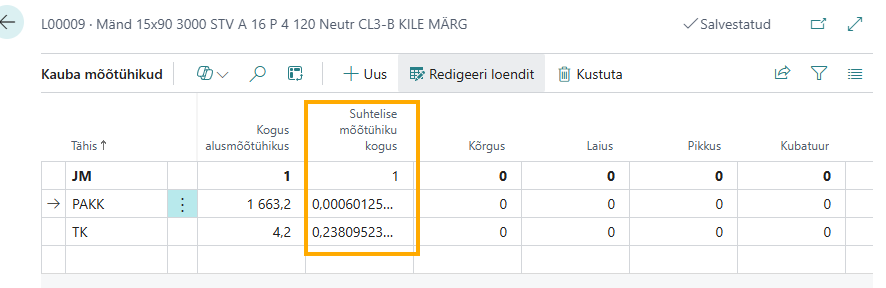 L00009 · Mänd 15x90 3000 STV A 16 P 4 120 Neutr CL3-B KILE MÄRG
Salvestatud
Kauba mõõtühikud
Uus
Redigeeri loendit
Kustuta
Tähis ↑
Kogus
alusmõõtühikus
Suhtelise
mõõtühiku
kogus
Kõrgus
Laius
Pikkus
Kubatuur
JM 1 1 0 0 0 0
PAKK 1 663,2 0,00060125... 0 0 0 0
TK 4,2 0,23809523... 0 0 0 0